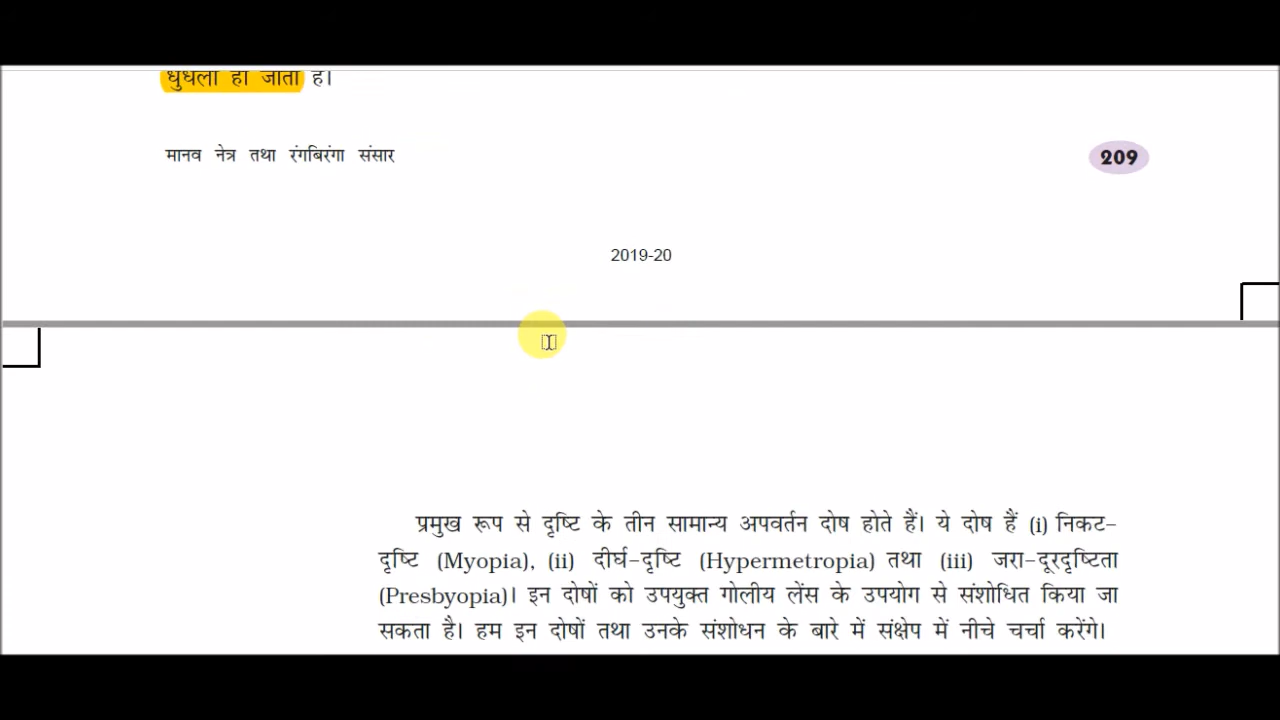 धुँधली हो जाती है।
मानव नेत्र तथा रंगबिरंगा संसार
209
2019-20
प्रमुख रूप से दृष्टि के तीन सामान्य अपवर्तन दोष होते हैं। ये दोष हैं (i) निकट-
दृष्टि (Myopia), (ii) दीर्घ-दृष्टि (Hypermetropia) तथा (iii) जरा-दूरदृष्टिता
(Presbyopia)। इन दोषों को उपयुक्त गोलीय लेंस के उपयोग से संशोधित किया जा
सकता है। हम इन दोषों तथा उनके संशोधन के बारे में संक्षेप में नीचे चर्चा करेंगे।